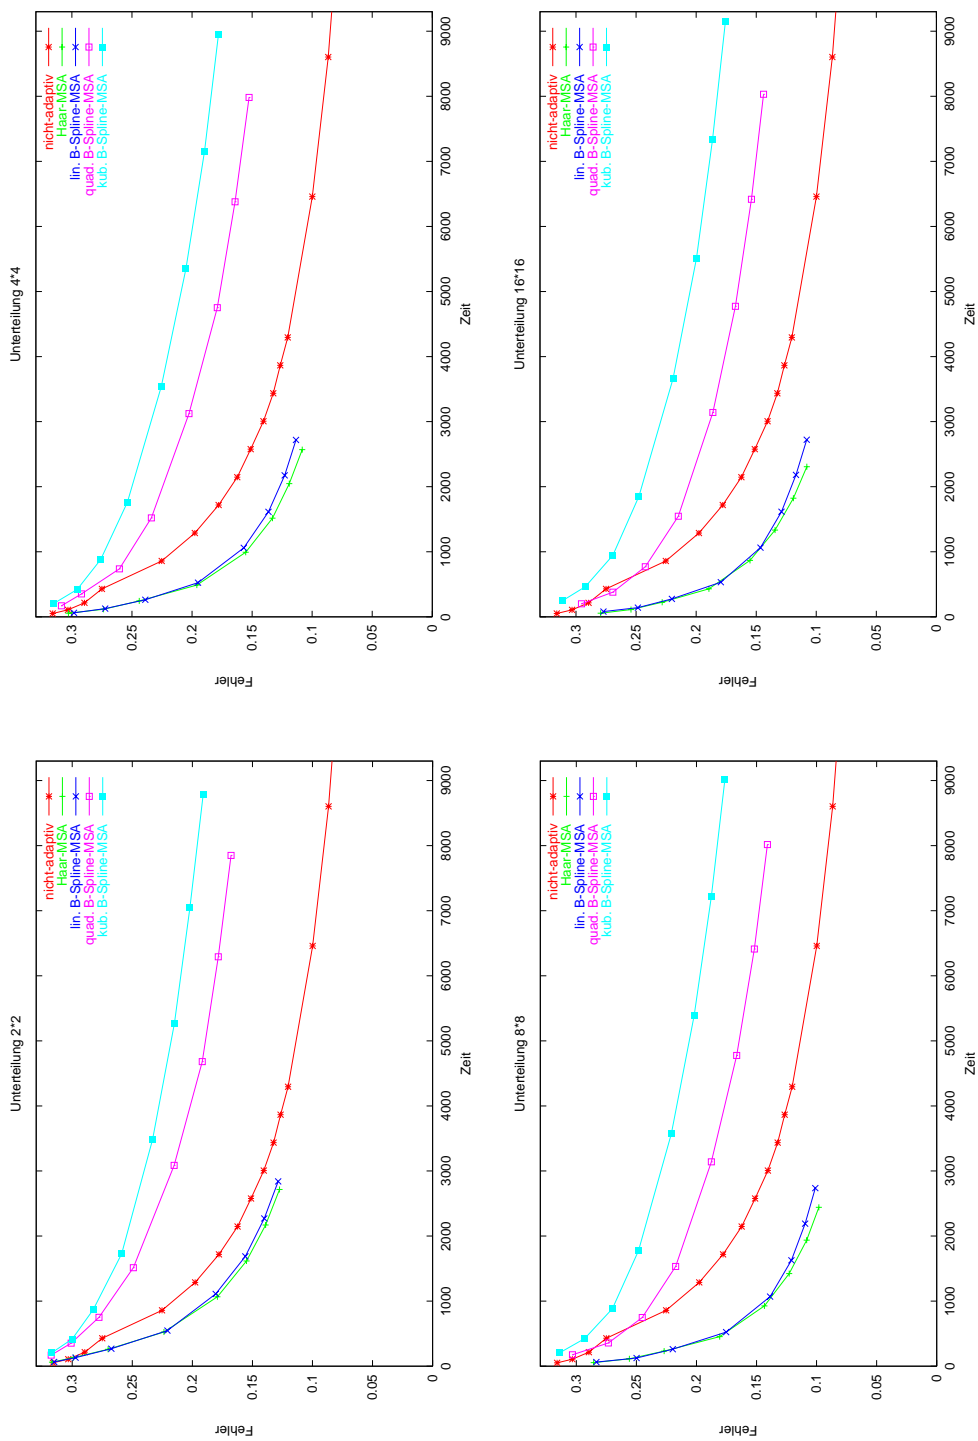 Unterteilung 2*2
nicht-adaptiv
Haar-MSA
lin. B-Spline-MSA
quad. B-Spline-MSA
kub. B-Spline-MSA
Fehler
0.3
0.25
0.2
0.15
0.1
0.05
0
0 1000 2000 3000 4000 5000 6000 7000 8000 9000
Zeit
Unterteilung 4*4
nicht-adaptiv
Haar-MSA
lin. B-Spline-MSA
quad. B-Spline-MSA
kub. B-Spline-MSA
Fehler
0.3
0.25
0.2
0.15
0.1
0.05
0
0 1000 2000 3000 4000 5000 6000 7000 8000 9000
Zeit
Unterteilung 8*8
nicht-adaptiv
Haar-MSA
lin. B-Spline-MSA
quad. B-Spline-MSA
kub. B-Spline-MSA
Fehler
0.3
0.25
0.2
0.15
0.1
0.05
0
0 1000 2000 3000 4000 5000 6000 7000 8000 9000
Zeit
Unterteilung 16*16
nicht-adaptiv
Haar-MSA
lin. B-Spline-MSA
quad. B-Spline-MSA
kub. B-Spline-MSA
Fehler
0.3
0.25
0.2
0.15
0.1
0.05
0
0 1000 2000 3000 4000 5000 6000 7000 8000 9000
Zeit